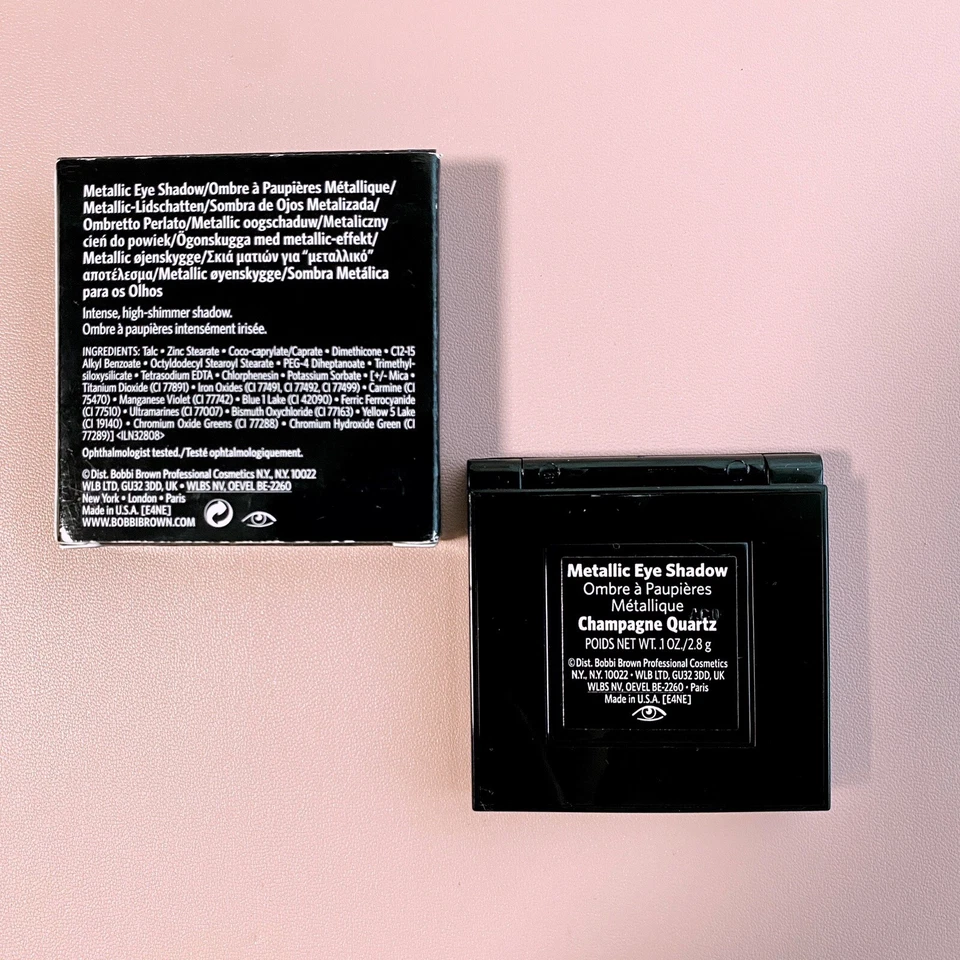 Metallic Eye Shadow/Ombre à Paupières Métallique/
Metallic-Lidschatten/Sombra de Ojos Metalizada/
Ombretto Perlato/Metallic oogschaduw/Metaliczny
cień do powiek/Ögonskugga med metallic-effekt/
Metallic øjenskygge/Σκιά ματιών για "μεταλλικό"
αποτέλεσμα/Metallic øyenskygge/Sombra Metálica
para os Olhos
Intense, high-shimmer shadow.
Ombre à paupières intensément irisée.
INGREDIENTS: Talc • Zinc Stearate • Coco-caprylate/Caprate • Dimethicone • C12-15
Alkyl Benzoate • Octyldodecyl Stearoyl Stearate • PEG-4 Diheptanoate • Trimethyl-
siloxysilicate • Tetrasodium EDTA • Chlorphenesin • Potassium Sorbate • [+/- Mica •
Titanium Dioxide (CI 77891) • Iron Oxides (CI 77491, CI 77492, CI 77499) • Carmine (CI
75470) • Manganese Violet (CI 77742) • Blue 1 Lake (CI 42090) • Ferric Ferrocyanide
(CI 77510) • Ultramarines (CI 77007) • Bismuth Oxychloride (CI 77163) • Yellow 5 Lake
(CI 19140) • Chromium Oxide Greens (CI 77288) • Chromium Hydroxide Green (CI
77289)] <ILN32808>
Ophthalmologist tested./Testé ophtalmologiquement.
©Dist. Bobbi Brown Professional Cosmetics N.Y., N.Y. 10022
WLB LTD, GU32 3DD, UK • WLBS NV, OEVEL BE-2260
New York • London • Paris
Made in U.S.A. [E4NE]
WWW.BOBBIBROWN.COM
Metallic Eye Shadow
Ombre à Paupières
Métallique
Champagne Quartz
POIDS NET WT. .1 OZ./2.8 g
©Dist. Bobbi Brown Professional Cosmetics
N.Y., N.Y. 10022 • WLB LTD, GU32 3DD, UK
WLBS NV, OEVEL BE-2260 • Paris
Made in U.S.A. [E4NE]